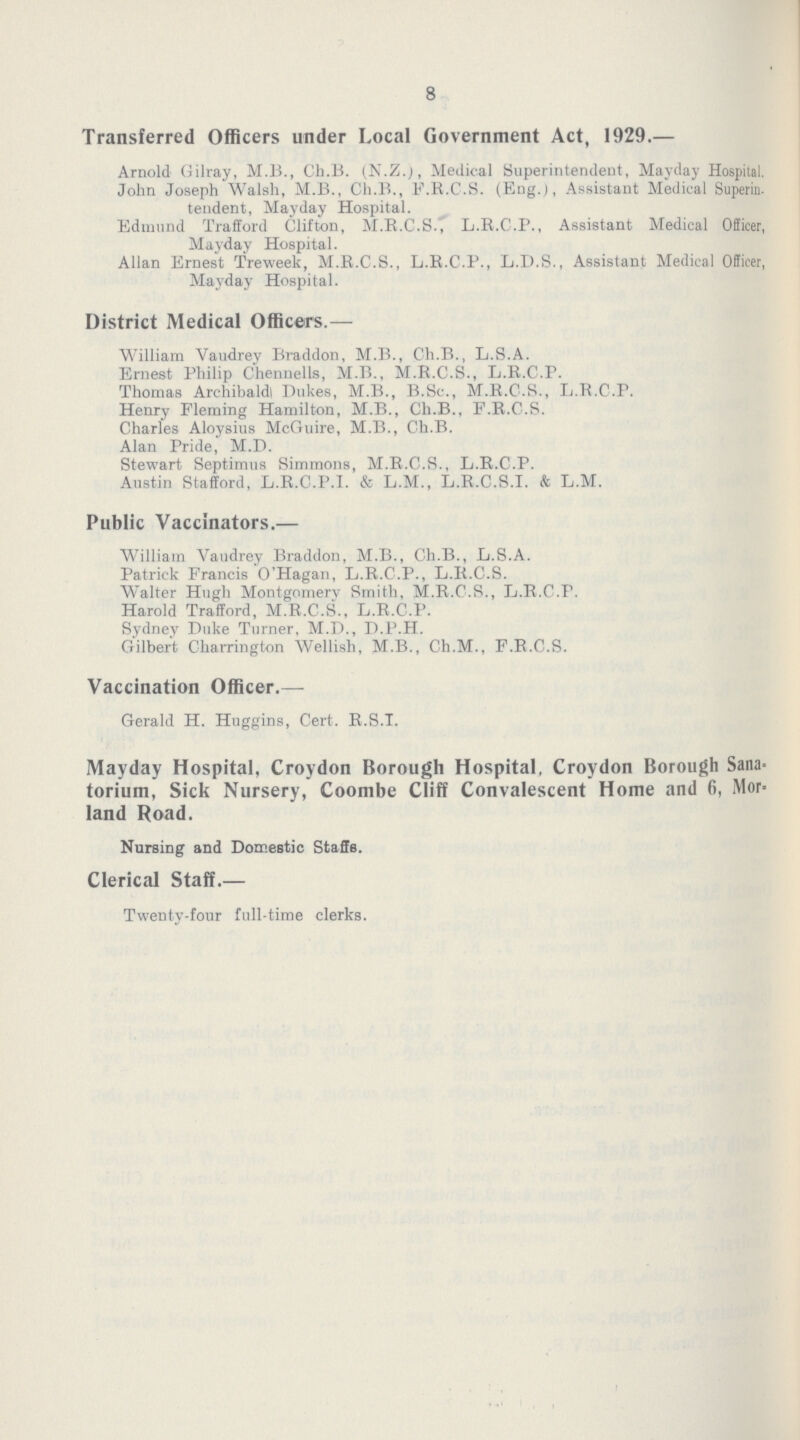 8
Transferred Officers under Local Government Act, 1929.—
Arnold Gilray, M.B., Ch.B. (N.Z.), Medical Superintendent, Mayday Hospital.
John Joseph Walsh, M.B., Ch.B., F.R.C.S. (Eng.), Assistant Medical Superin-
tendent, Mayday Hospital.
Edmund Trafford Clifton, M.R.C.S., L.R.C.P., Assistant Medical Officer,
Mayday Hospital.
Allan Ernest Treweek, M.R.C.S., L.R.C.P., L.D.S., Assistant Medical Officer,
Mayday Hospital.
District Medical Officers.—
William Vaudrey Braddon, M.B., Ch.B., L.S.A.
Ernest Philip Chennells, M.B., M.R.C.S., L.R.C.P.
Thomas Archibald Dukes, M.B., B.Sc., M.R.C.S., L.R.C.P.
Henry Fleming Hamilton, M.B., Ch.B., F.R.C.S.
Charles Aloysius McGuire, M.B., Ch.B.
Alan Pride, M.D.
Stewart Septimus Simmons, M.R.C.S., L.R.C.P.
Austin Stafford, L.R.C.P.I. & L.M., L.R.C.S.I. & L.M.
Public Vaccinators.—
William Vaudrey Braddon, M.B., Ch.B., L.S.A.
Patrick Francis O'Hagan, L.R.C.P., L.R.C.S.
Walter Hugh Montgomery Smith, M.R.C.S., L.R.C.P.
Harold Trafford, M.R.C.S., L.R.C.P.
Sydney Duke Turner, M.D., D.P.H.
Gilbert Charrington Wellish, M.B., Ch.M., F.R.C.S.
Vaccination Officer.—
Gerald H. Huggins, Cert. R.S.I.
Mayday Hospital, Croydon Borough Hospital, Croydon Borough Sana-
torium, Sick Nursery, Coombe Cliff Convalescent Home and 6, Mor-
land Road.
Nursing and Domestic Staffs.
Clerical Staff.—
Twenty-four full-time clerks.